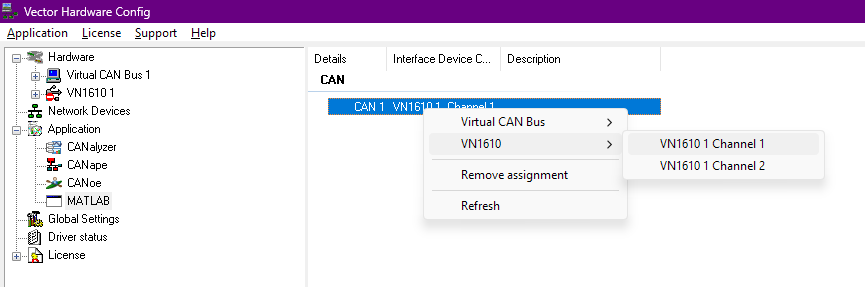 Vector Hardware Config
Application License Support Help
Hardware
Virtual CAN Bus 1
VN1610 1
Network Devices
Application
CANalyzer
CANape
CANoe
MATLAB
Global Settings
Driver status
License
Details Interface Device C... Description
CAN
CAN 1 VN1610 1 Channel 1
Virtual CAN Bus
VN1610
Remove assignment
Refresh
VN1610 1 Channel 1
VN1610 1 Channel 2